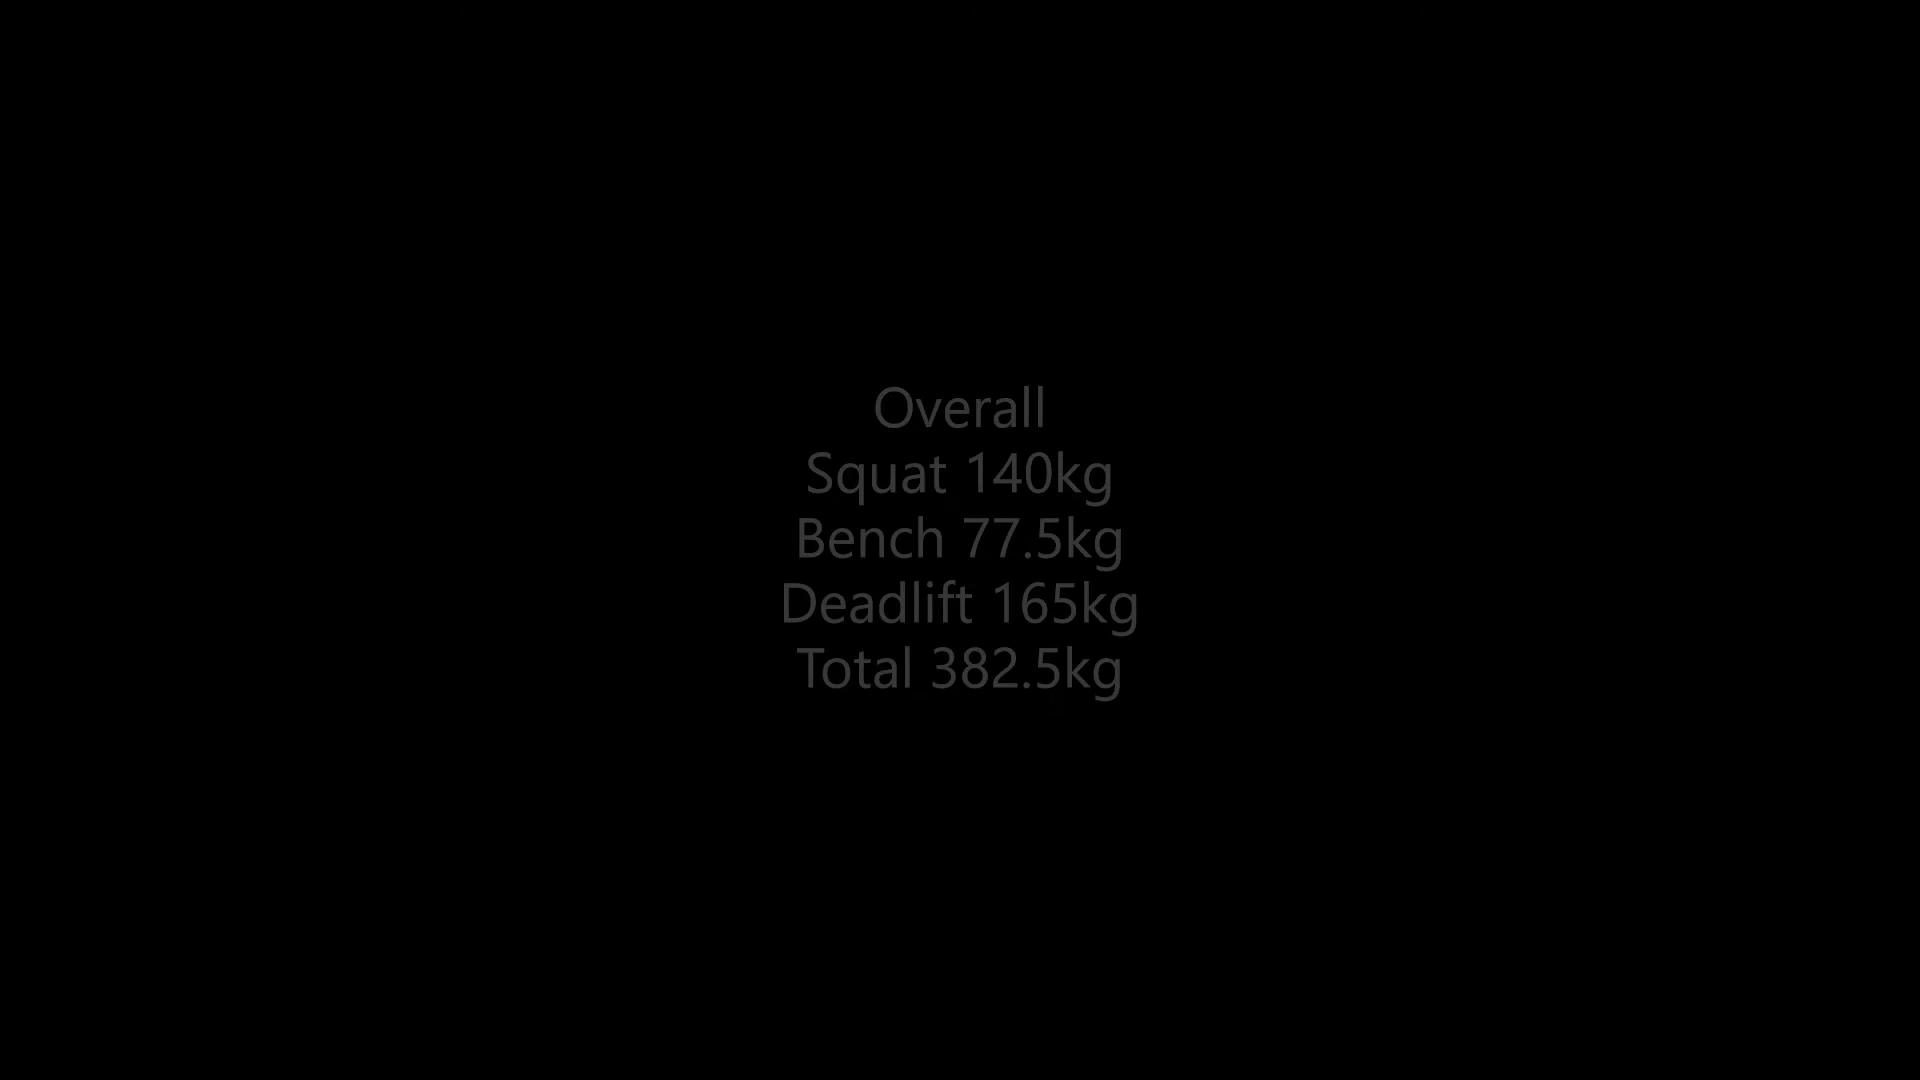 Overall
Squat 140kg
Bench 77.5kg
Deadlift 165kg
Total 382.5kg